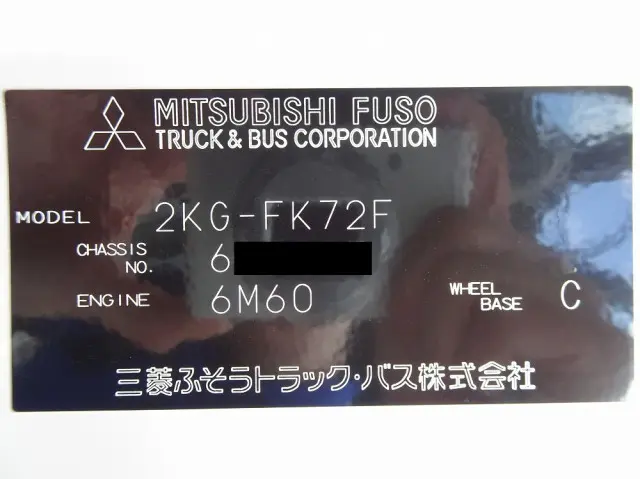 MITSUBISHI FUSO
TRUCK & BUS CORPORATION
MODEL 2KG-FK72F
CHASSIS NO. 6
ENGINE 6M60 WHEEL BASE C
三菱ふそうトラック・バス株式会社